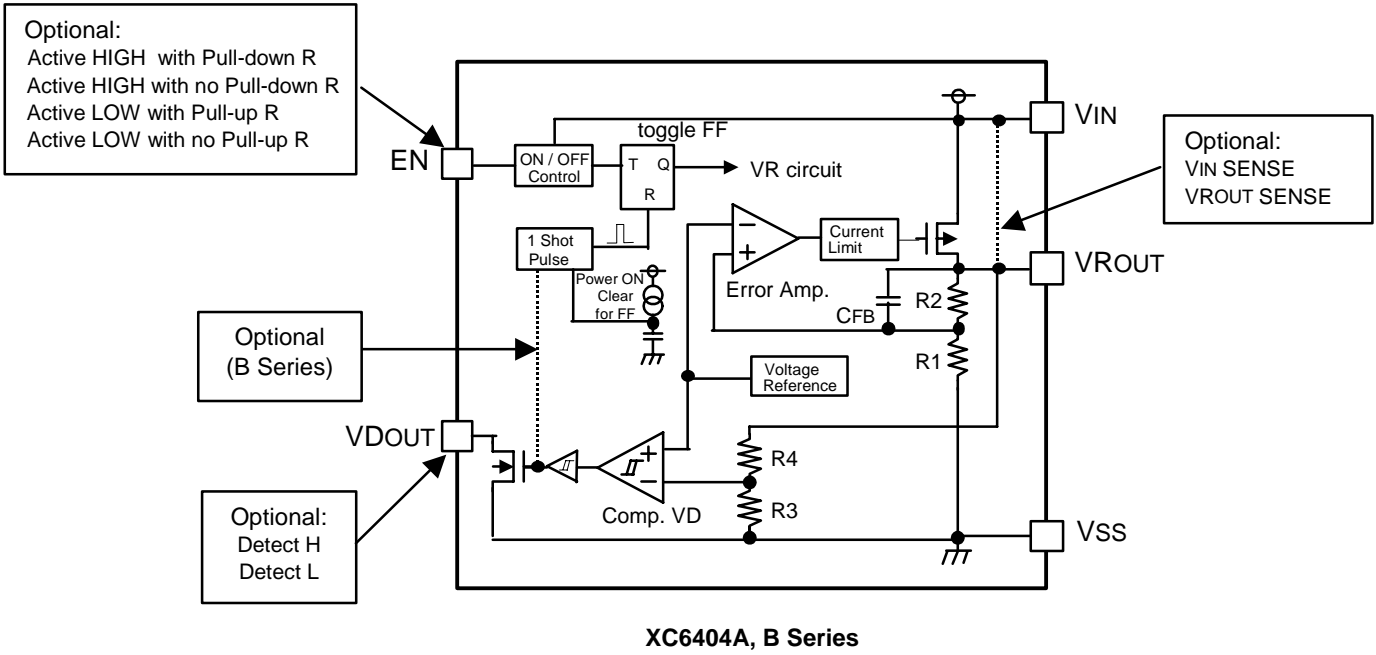 Optional:
Active HIGH with Pull-down R
Active HIGH with no Pull-down R
Active LOW with Pull-up R
Active LOW with no Pull-up R
EN
ON / OFF
Control
toggle FF
T
Q
R
VR circuit
VIN
Optional:
VIN SENSE
VROUT SENSE
1 Shot
Pulse
Power ON
Clear
for FF
−
+
Error Amp.
Current
Limit
VROUT
CFB
R2
R1
Optional
(B Series)
Voltage
Reference
VDOUT
+
−
Comp. VD
R4
R3
Optional:
Detect H
Detect L
VSS
XC6404A, B Series